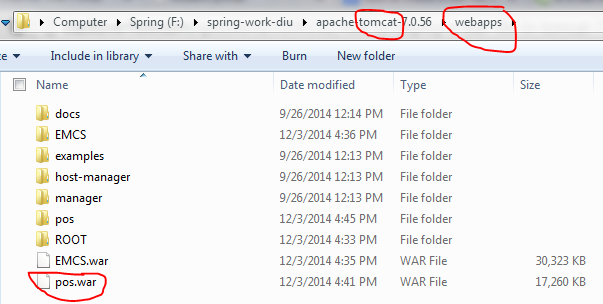 Computer Spring (F:) spring-work-diu apache-tomcat-7.0.56 webapps
Include in library Share with Burn New folder
Name Date modified Type Size
docs 9/26/2014 12:14 PM File folder
EMCS 12/3/2014 4:36 PM File folder
examples 9/26/2014 12:13 PM File folder
host-manager 9/26/2014 12:13 PM File folder
manager 9/26/2014 12:13 PM File folder
pos 12/3/2014 4:45 PM File folder
ROOT 12/3/2014 4:33 PM File folder
EMCS.war 12/3/2014 4:35 PM WAR File 30,323 KB
pos.war 12/3/2014 4:41 PM WAR File 17,260 KB